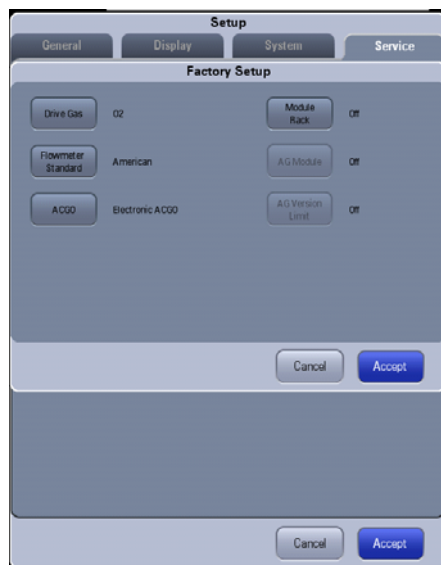 Setup
General Display System Service
Factory Setup
Drive Gas O2 Module Rack Off
Flowmeter Standard American AG Module Off
ACGO Electronic ACGO AG Version Limit Off
Cancel Accept
Cancel Accept